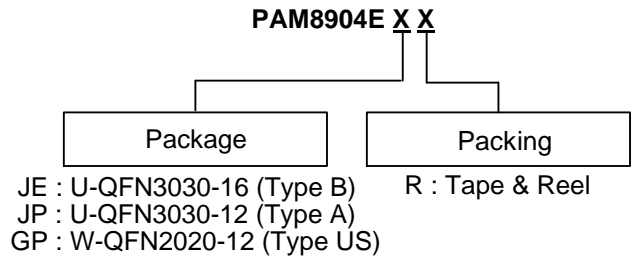 PAM8904E X X
Package
Packing
JE : U-QFN3030-16 (Type B)
R : Tape & Reel
JP : U-QFN3030-12 (Type A)
GP : W-QFN2020-12 (Type US)